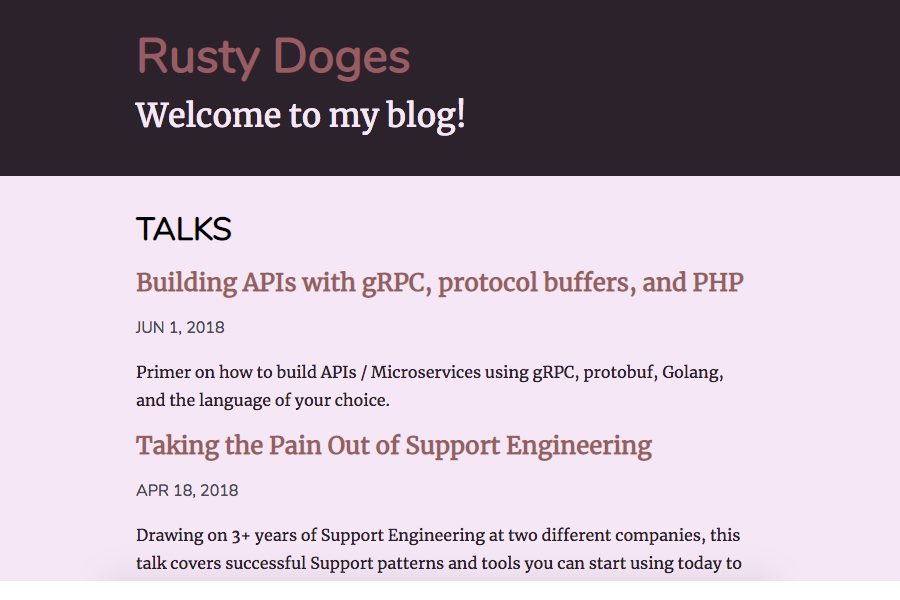 Rusty Doges
Welcome to my blog!
TALKS
Building APIs with gRPC, protocol buffers, and PHP
JUN 1, 2018
Primer on how to build APIs / Microservices using gRPC, protobuf, Golang,
and the language of your choice.
Taking the Pain Out of Support Engineering
APR 18, 2018
Drawing on 3+ years of Support Engineering at two different companies, this
talk covers successful Support patterns and tools you can start using today to